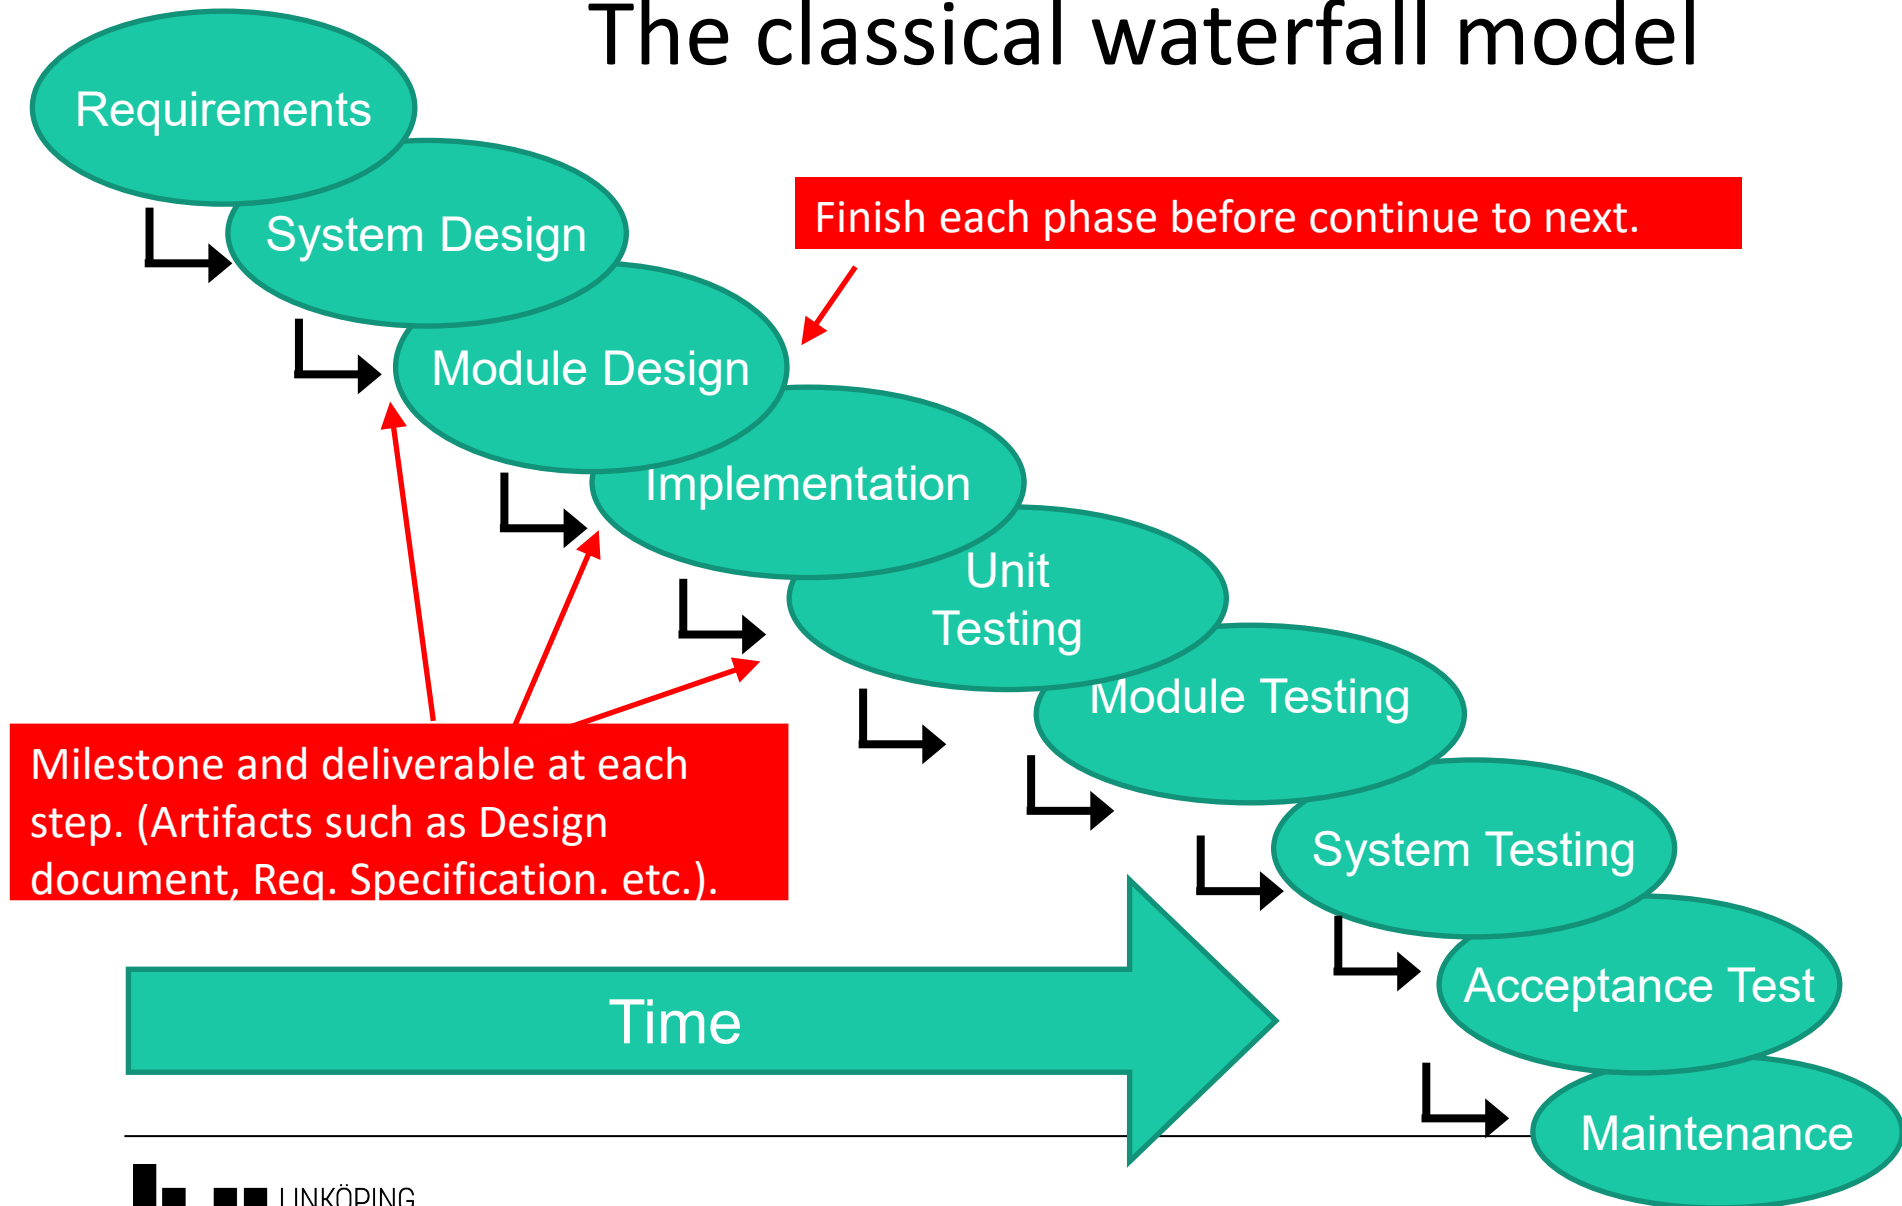 The classical waterfall model
Requirements
System Design
Finish each phase before continue to next.
Module Design
Implementation
Unit
Testing
Module Testing
Milestone and deliverable at each
step. (Artifacts such as Design
document, Req. Specification. etc.).
System Testing
Acceptance Test
Time
Maintenance
LINKÖPING